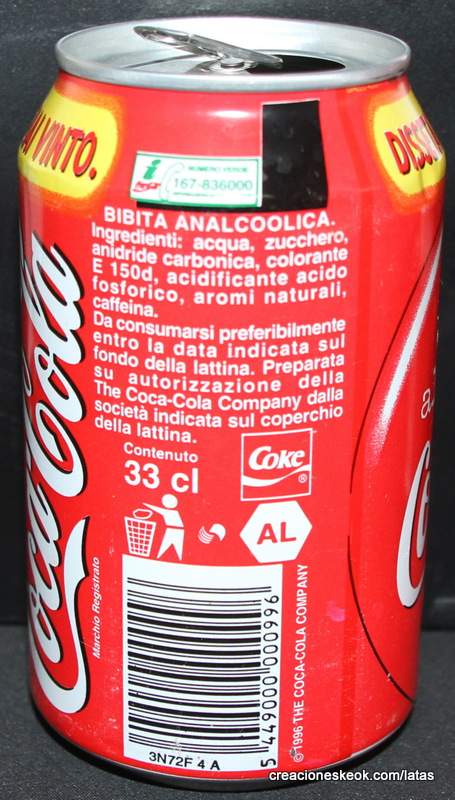 AI VINTO.
DISSE
NUMERO VERDE
167-836000
BIBITA ANALCOOLICA.
Ingredienti: acqua, zucchero,
anidride carbonica, colorante
E 150d, acidificante acido
fosforico, aromi naturali,
caffeina.
Da consumarsi preferibilmente
entro la data indicata sul
fondo della lattina. Preparata
su autorizzazione della
The Coca-Cola Company dalla
società indicata sul coperchio
della lattina.
Contenuto
33 cl
Coke
®
AL
Coca-Cola
Marchio Registrato
5 449000 000996
©1996 THE COCA-COLA COMPANY
3N72F 4 A
creacioneskeok.com/latas